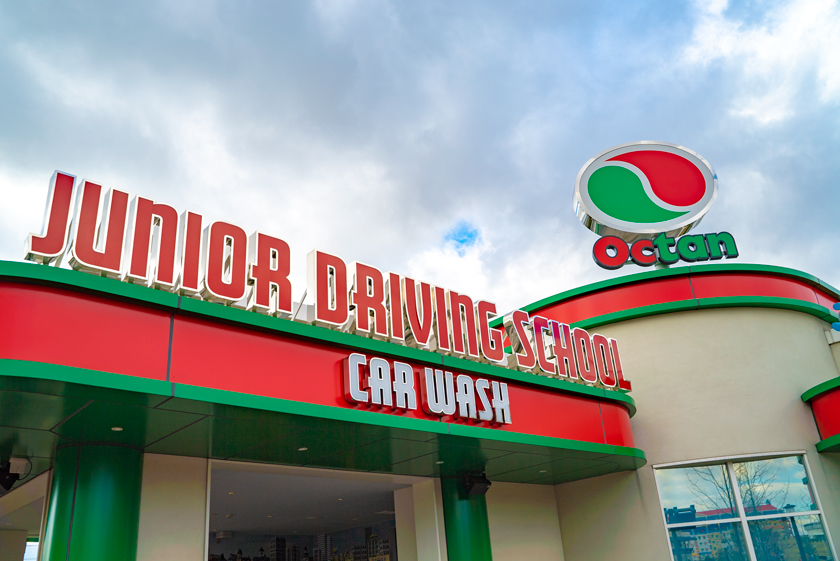 JUNIOR DRIVING SCHOOL
CAR WASH
Octan